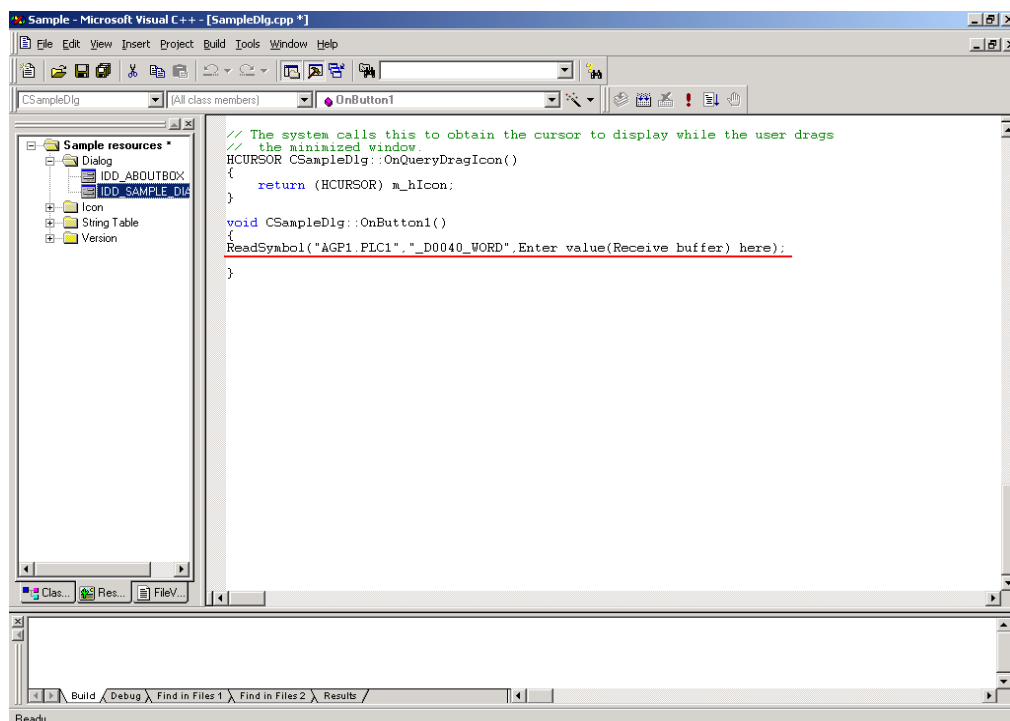 Sample - Microsoft Visual C++ - [SampleDlg.cpp *]
File Edit View Insert Project Build Tools Window Help
CSampleDlg (All class members) OnButton1
Sample resources *
Dialog
IDD_ABOUTBOX
IDD_SAMPLE_DIA
Icon
String Table
Version
// The system calls this to obtain the cursor to display while the user drags
//  the minimized window.
HCURSOR CSampleDlg::OnQueryDragIcon()
{
    return (HCURSOR) m_hIcon;
}
void CSampleDlg::OnButton1()
{
ReadSymbol("AGP1.PLC1","_D0040_WORD",Enter value(Receive buffer) here);
}
Clas... Res... FileV...
Build Debug Find in Files 1 Find in Files 2 Results
Ready